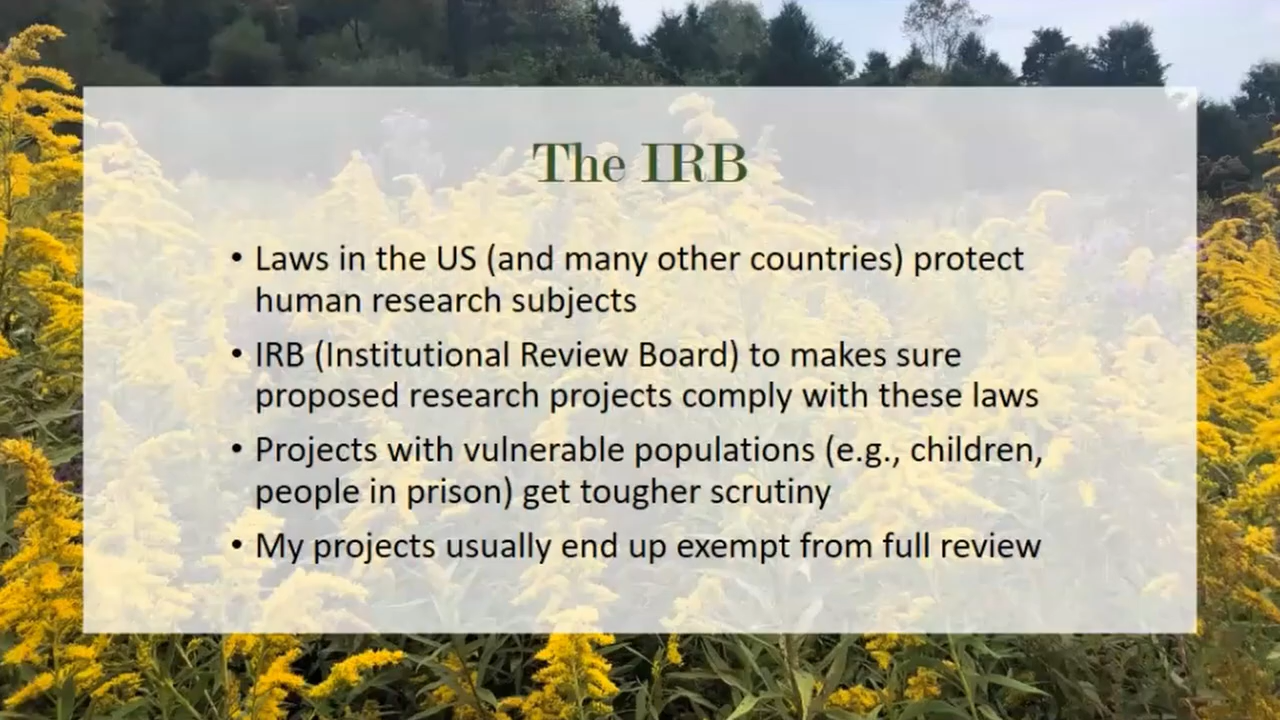 The IRB
• Laws in the US (and many other countries) protect
human research subjects
• IRB (Institutional Review Board) to makes sure
proposed research projects comply with these laws
• Projects with vulnerable populations (e.g., children,
people in prison) get tougher scrutiny
• My projects usually end up exempt from full review